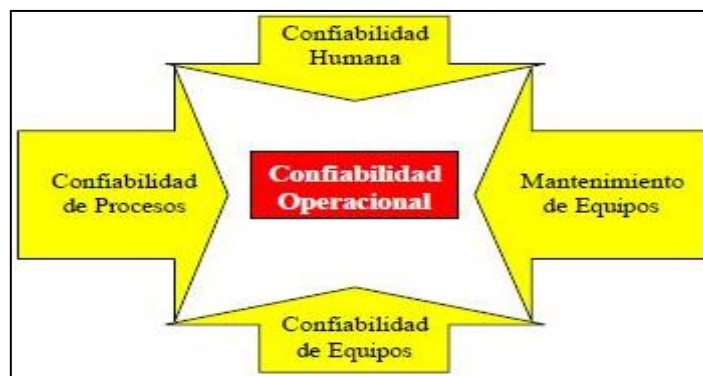 Confiabilidad
Humana
Confiabilidad
de Procesos
Confiabilidad
Operacional
Mantenimiento
de Equipos
Confiabilidad
de Equipos